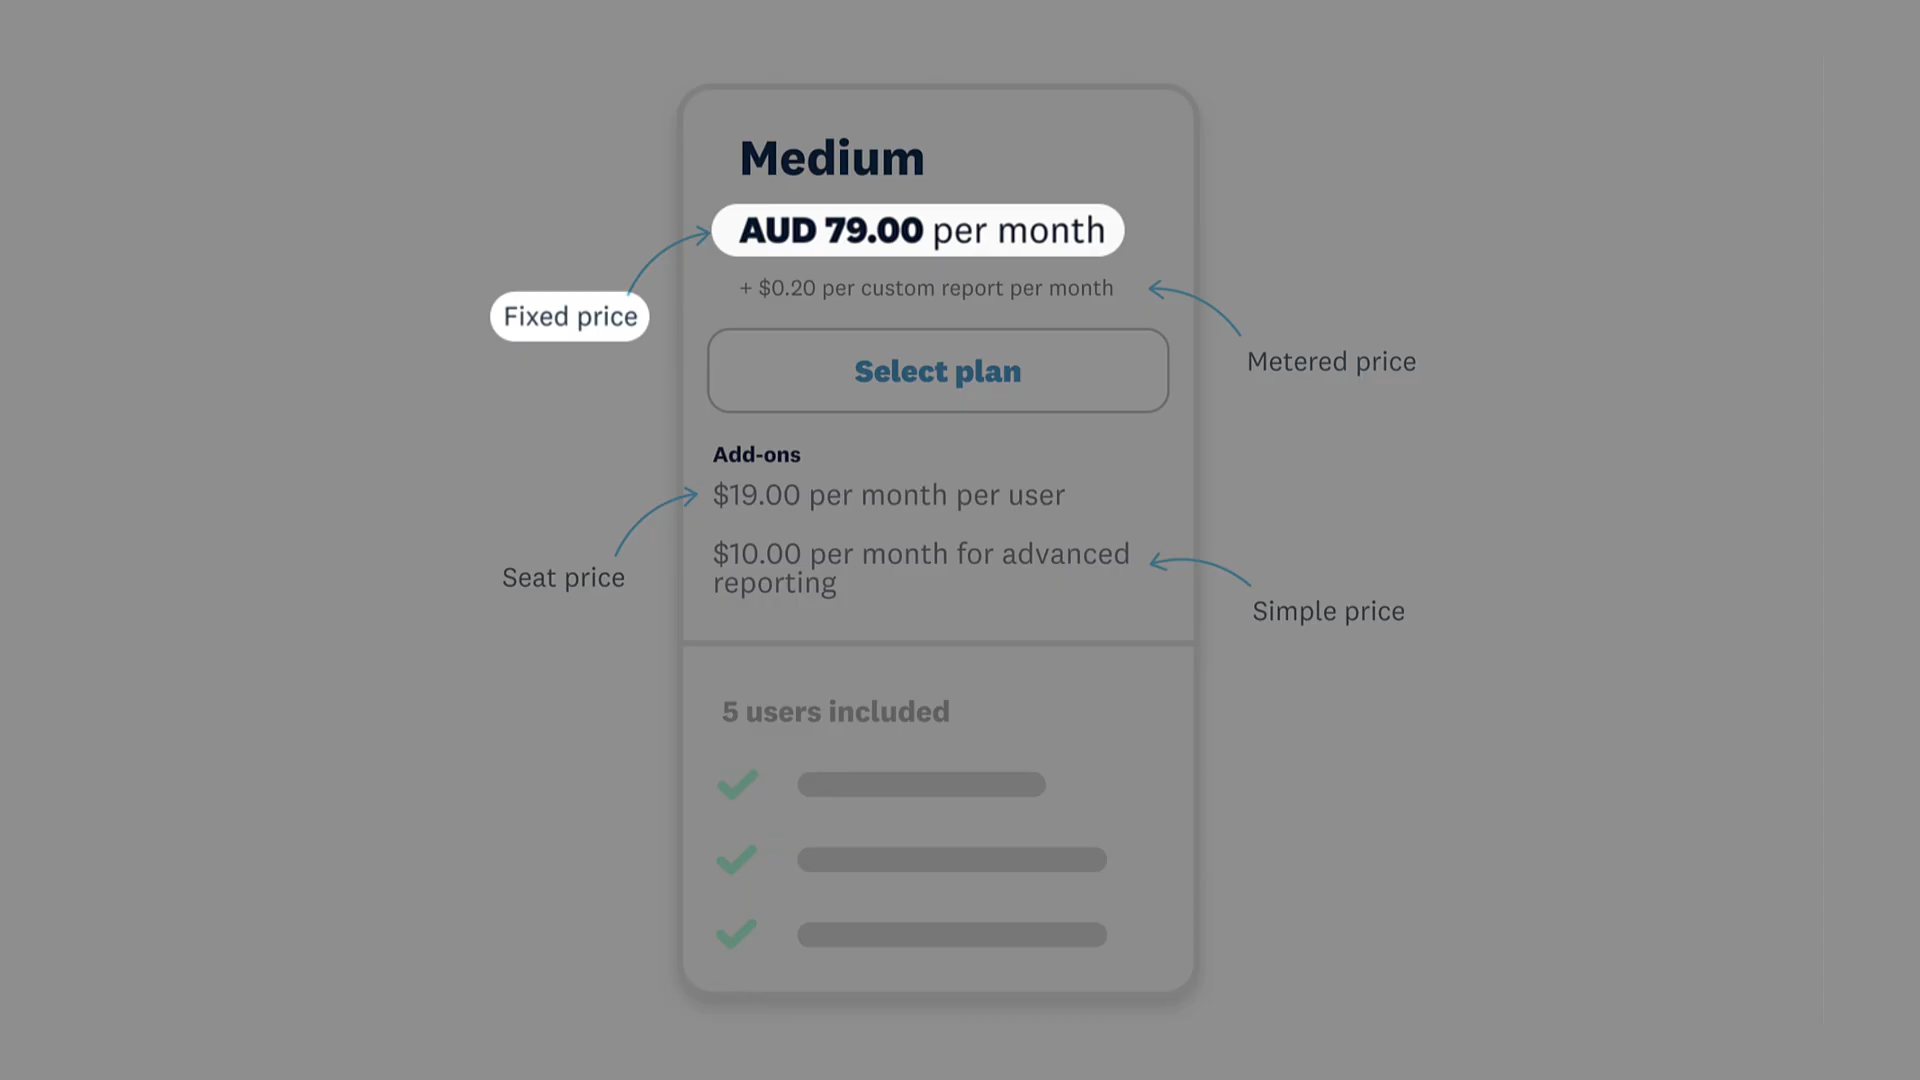 Medium
AUD 79.00 per month
Fixed price
+ $0.20 per custom report per month
Metered price
Select plan
Add-ons
$19.00 per month per user
Seat price
$10.00 per month for advanced
reporting
Simple price
5 users included